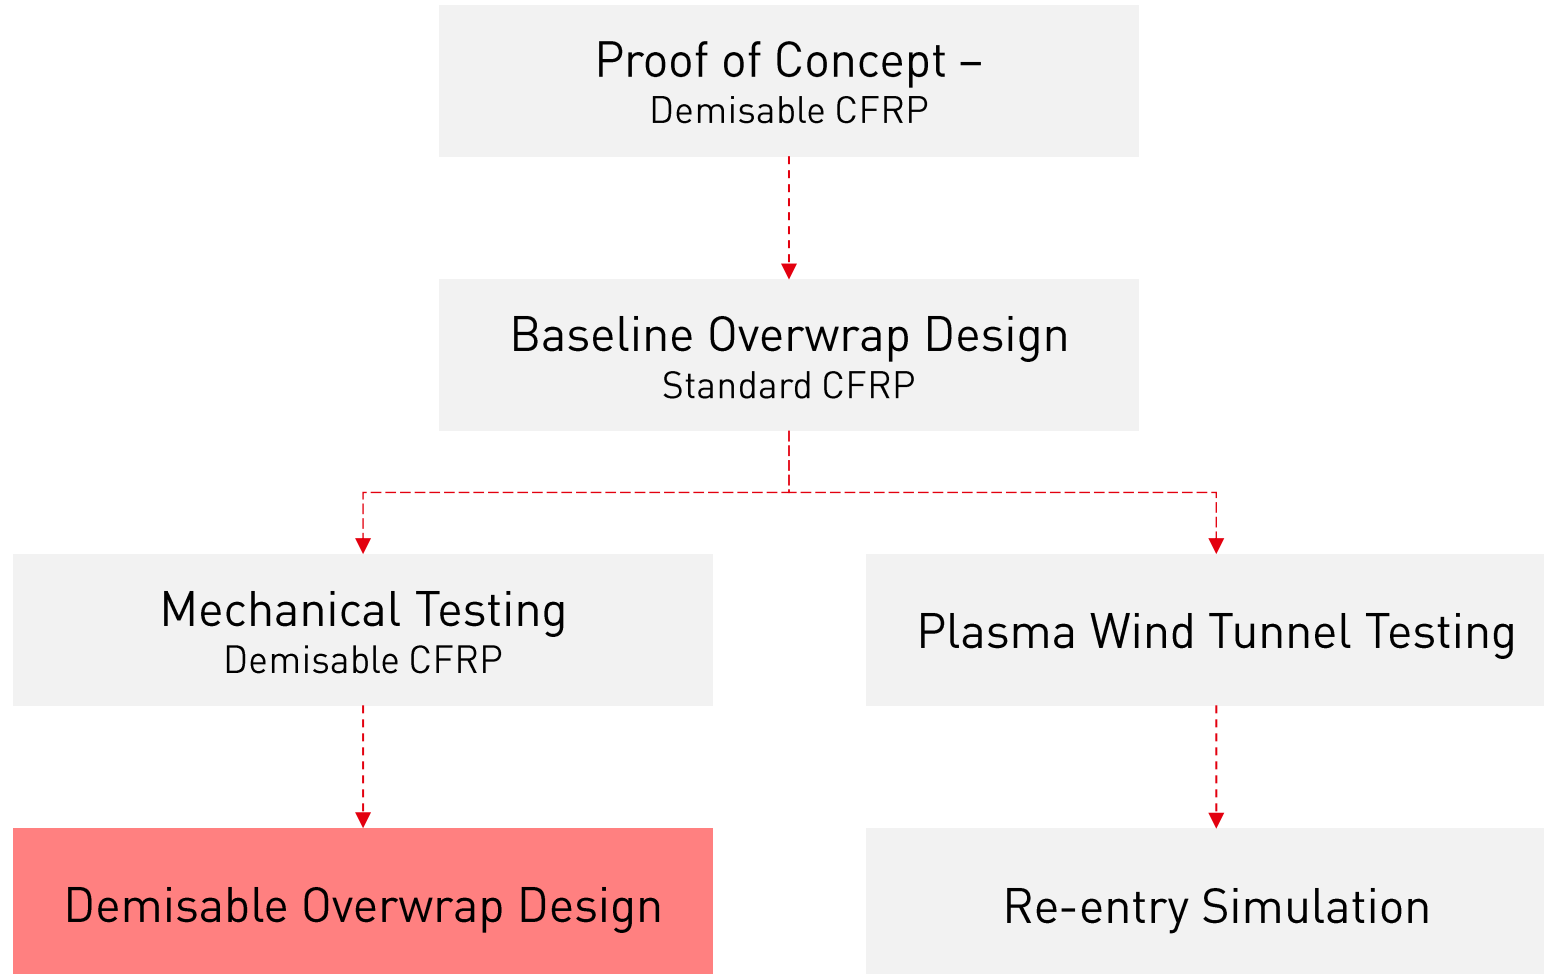 Proof of Concept –
Demisable CFRP
Baseline Overwrap Design
Standard CFRP
Mechanical Testing
Demisable CFRP
Plasma Wind Tunnel Testing
Demisable Overwrap Design
Re-entry Simulation